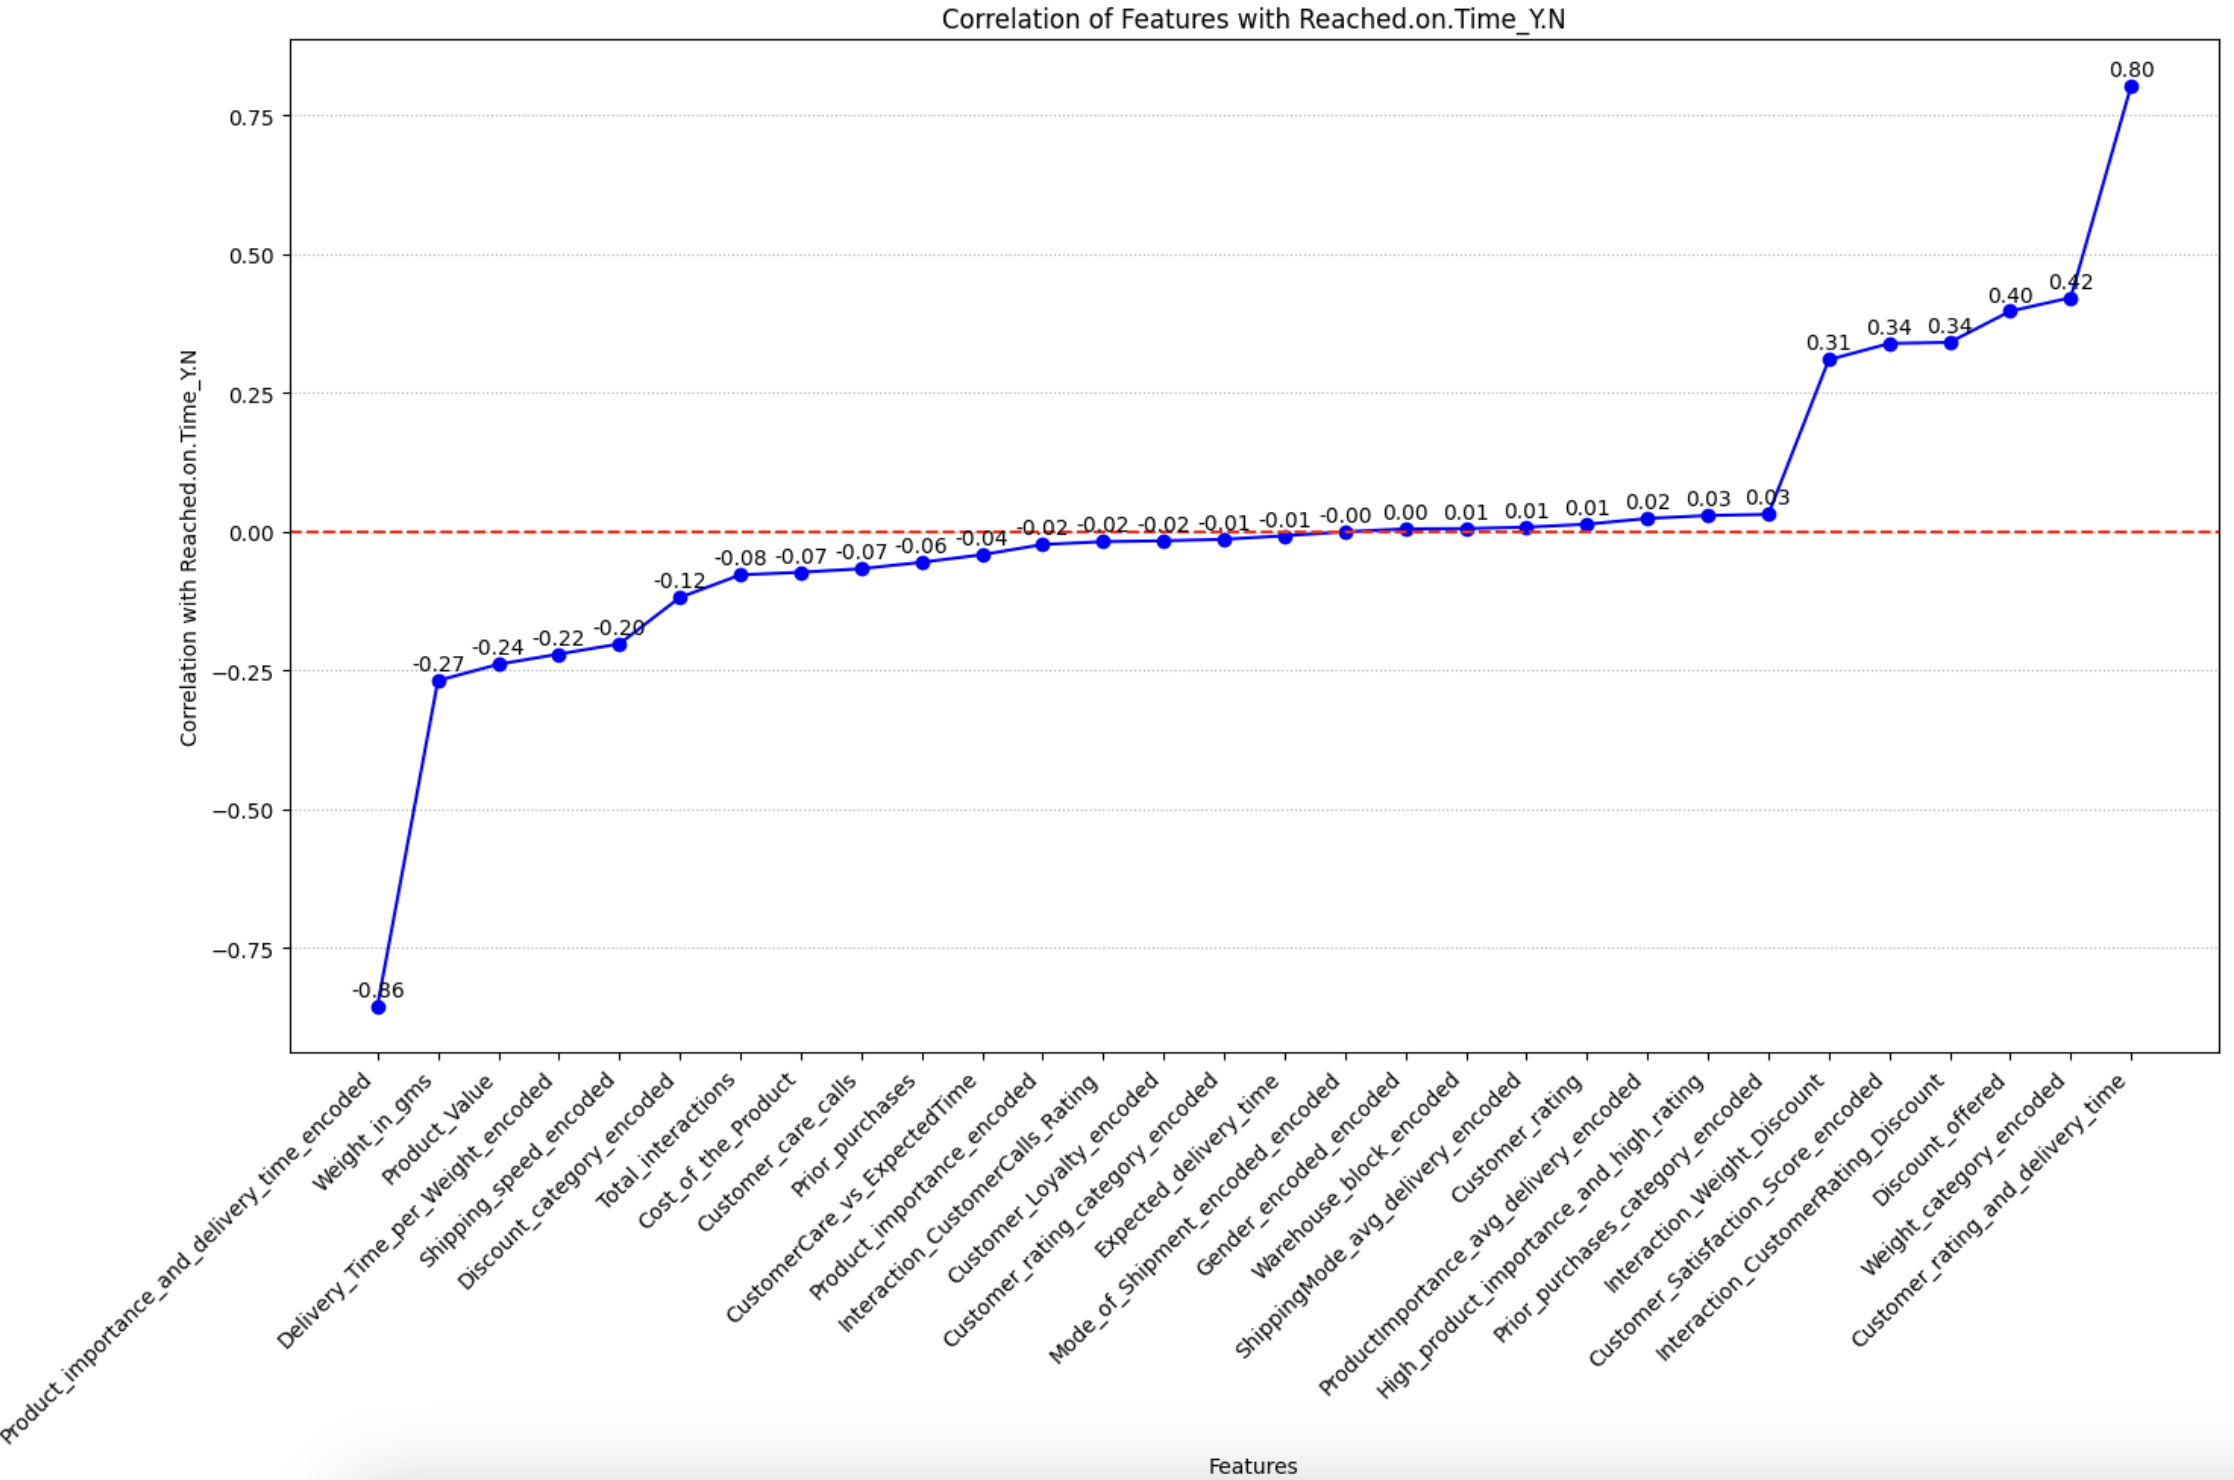 Correlation of Features with Reached.on.Time_Y.N
Correlation with Reached.on.Time_Y.N
0.75
0.50
0.25
0.00
−0.25
−0.50
−0.75
-0.86
-0.27
-0.24
-0.22
-0.20
-0.12
-0.08
-0.07
-0.07
-0.06
-0.04
-0.02
-0.02
-0.02
-0.01
-0.01
-0.00
0.00
0.01
0.01
0.01
0.02
0.03
0.03
0.31
0.34
0.34
0.40
0.42
0.80
Product_importance_and_delivery_time_encoded
Weight_in_gms
Product_Value
Delivery_Time_per_Weight_encoded
Shipping_speed_encoded
Discount_category_encoded
Total_interactions
Cost_of_the_Product
Customer_care_calls
Prior_purchases
CustomerCare_vs_ExpectedTime
Product_importance_encoded
Interaction_CustomerCalls_Rating
Customer_Loyalty_encoded
Customer_rating_category_encoded
Expected_delivery_time
Mode_of_Shipment_encoded_encoded
Gender_encoded_encoded
Warehouse_block_encoded
ShippingMode_avg_delivery_encoded
Customer_rating
ProductImportance_avg_delivery_encoded
High_product_importance_and_high_rating
Prior_purchases_category_encoded
Interaction_Weight_Discount
Customer_Satisfaction_Score_encoded
Interaction_CustomerRating_Discount
Discount_offered
Weight_category_encoded
Customer_rating_and_delivery_time
Features